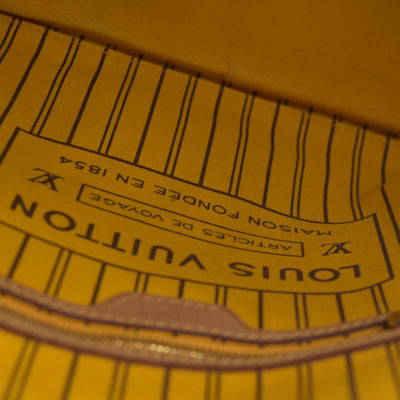 LOUIS VUITTON
ARTICLES DE VOYAGE
MAISON FONDÉE EN 1854